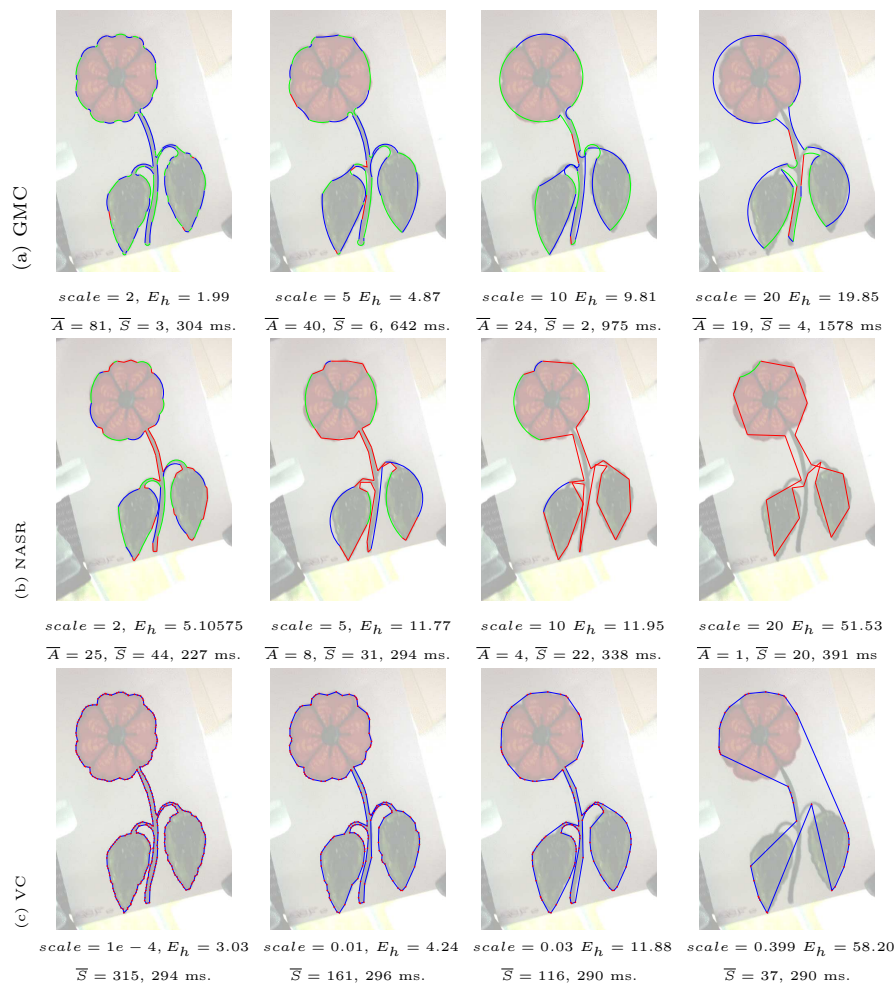 (a) GMC
scale = 2, E_h = 1.99 scale = 5 E_h = 4.87 scale = 10 E_h = 9.81 scale = 20 E_h = 19.85
A̅ = 81, S̅ = 3, 304 ms. A̅ = 40, S̅ = 6, 642 ms. A̅ = 24, S̅ = 2, 975 ms. A̅ = 19, S̅ = 4, 1578 ms
(b) NASR
scale = 2, E_h = 5.10575 scale = 5, E_h = 11.77 scale = 10 E_h = 11.95 scale = 20 E_h = 51.53
A̅ = 25, S̅ = 44, 227 ms. A̅ = 8, S̅ = 31, 294 ms. A̅ = 4, S̅ = 22, 338 ms. A̅ = 1, S̅ = 20, 391 ms
(c) VC
scale = 1e − 4, E_h = 3.03 scale = 0.01, E_h = 4.24 scale = 0.03 E_h = 11.88 scale = 0.399 E_h = 58.20
S̅ = 315, 294 ms. S̅ = 161, 296 ms. S̅ = 116, 290 ms. S̅ = 37, 290 ms.